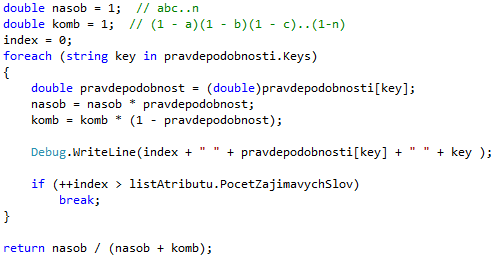 double nasob = 1;  // abc..n
double komb = 1;  // (1 - a)(1 - b)(1 - c)..(1-n)
index = 0;
foreach (string key in pravdepodobnosti.Keys)
{
    double pravdepodobnost = (double)pravdepodobnosti[key];
    nasob = nasob * pravdepodobnost;
    komb = komb * (1 - pravdepodobnost);

    Debug.WriteLine(index + " " + pravdepodobnosti[key] + " " + key );

    if (++index > listAtributu.PocetZajimavychSlov)
        break;
}

return nasob / (nasob + komb);